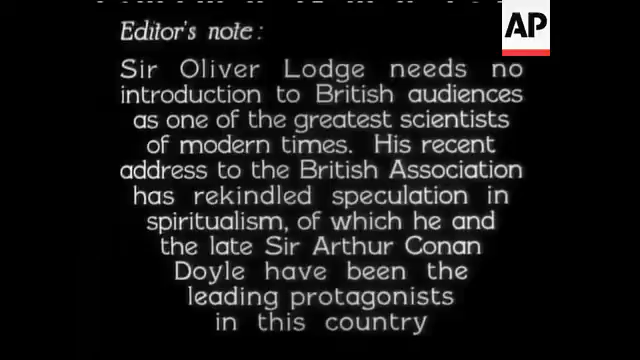 AP
Editor's note:
Sir Oliver Lodge needs no
introduction to British audiences
as one of the greatest scientists
of modern times. His recent
address to the British Association
has rekindled speculation in
spiritualism, of which he and
the late Sir Arthur Conan
Doyle have been the
leading protagonists
in this country